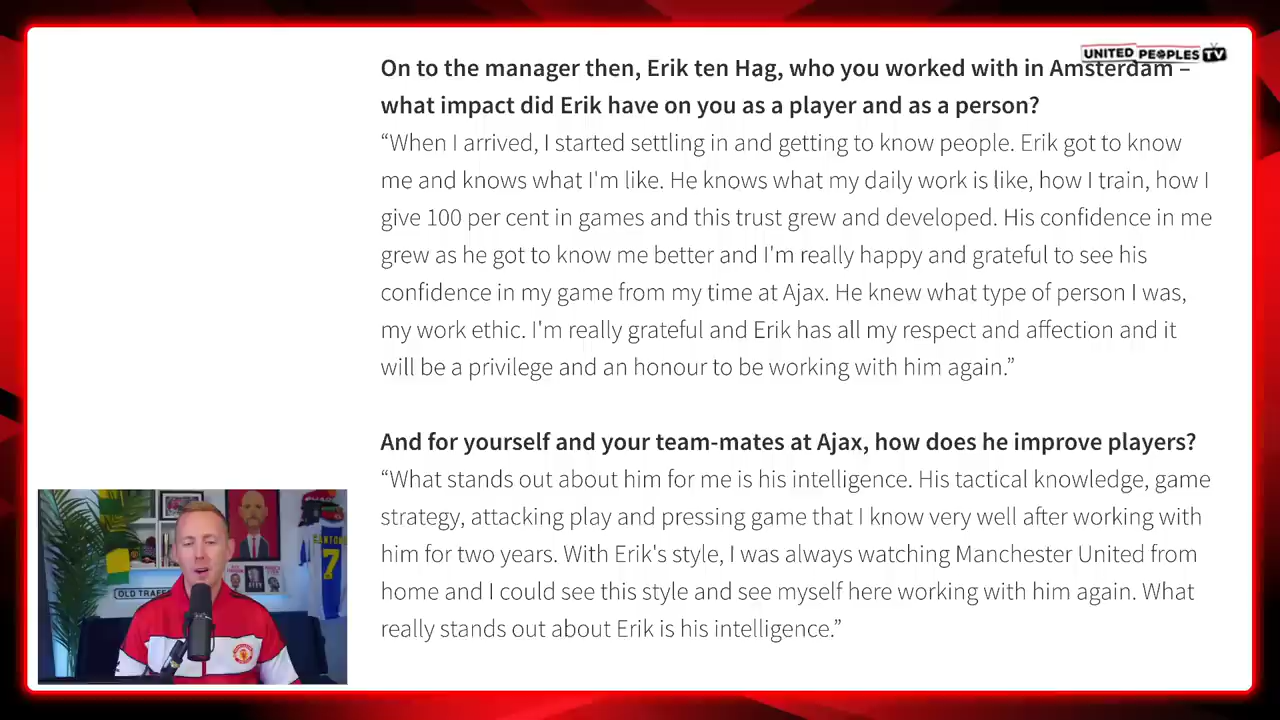 UNITED PEOPLES TV
On to the manager then, Erik ten Hag, who you worked with in Amsterdam –
what impact did Erik have on you as a player and as a person?
“When I arrived, I started settling in and getting to know people. Erik got to know
me and knows what I'm like. He knows what my daily work is like, how I train, how I
give 100 per cent in games and this trust grew and developed. His confidence in me
grew as he got to know me better and I'm really happy and grateful to see his
confidence in my game from my time at Ajax. He knew what type of person I was,
my work ethic. I'm really grateful and Erik has all my respect and affection and it
will be a privilege and an honour to be working with him again.”
And for yourself and your team-mates at Ajax, how does he improve players?
“What stands out about him for me is his intelligence. His tactical knowledge, game
strategy, attacking play and pressing game that I know very well after working with
him for two years. With Erik's style, I was always watching Manchester United from
home and I could see this style and see myself here working with him again. What
really stands out about Erik is his intelligence.”
OLD TRAFF
7